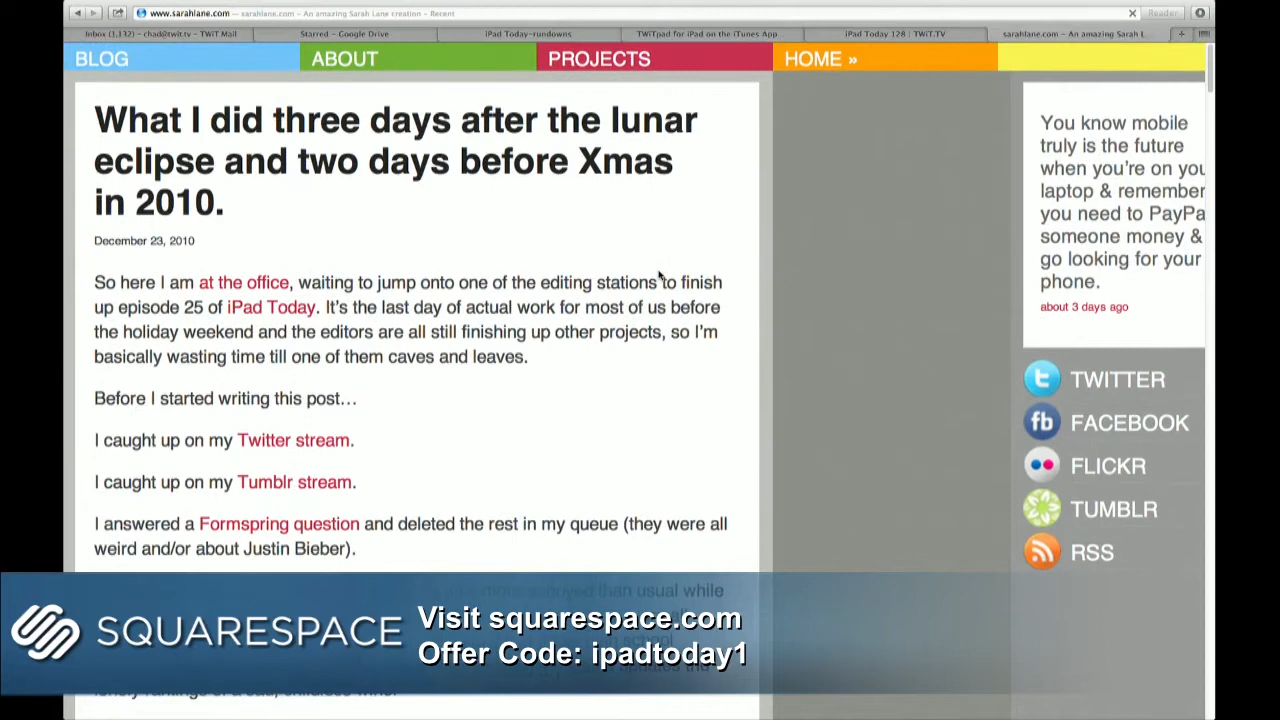 www.sarahlane.com — sarahlane.com – An amazing Sarah Lane creation – Recent
Reader
Inbox (1,132) – chad@twit.tv – TWiT Mail
Starred – Google Drive
iPad Today-rundowns
TWiTpad for iPad on the iTunes App...
iPad Today 128 | TWiT.TV
sarahlane.com – An amazing Sarah L
BLOG
ABOUT
PROJECTS
HOME »
What I did three days after the lunar
eclipse and two days before Xmas
in 2010.
December 23, 2010
So here I am at the office, waiting to jump onto one of the editing stations to finish
up episode 25 of iPad Today. It's the last day of actual work for most of us before
the holiday weekend and the editors are all still finishing up other projects, so I'm
basically wasting time till one of them caves and leaves.
Before I started writing this post…
I caught up on my Twitter stream.
I caught up on my Tumblr stream.
I answered a Formspring question and deleted the rest in my queue (they were all
weird and/or about Justin Bieber).
than usual while
You know mobile
truly is the future
when you're on you
laptop & remember
you need to PayPa
someone money &
go looking for your
phone.
about 3 days ago
TWITTER
FACEBOOK
FLICKR
TUMBLR
RSS
SQUARESPACE
Visit squarespace.com
Offer Code: ipadtoday1